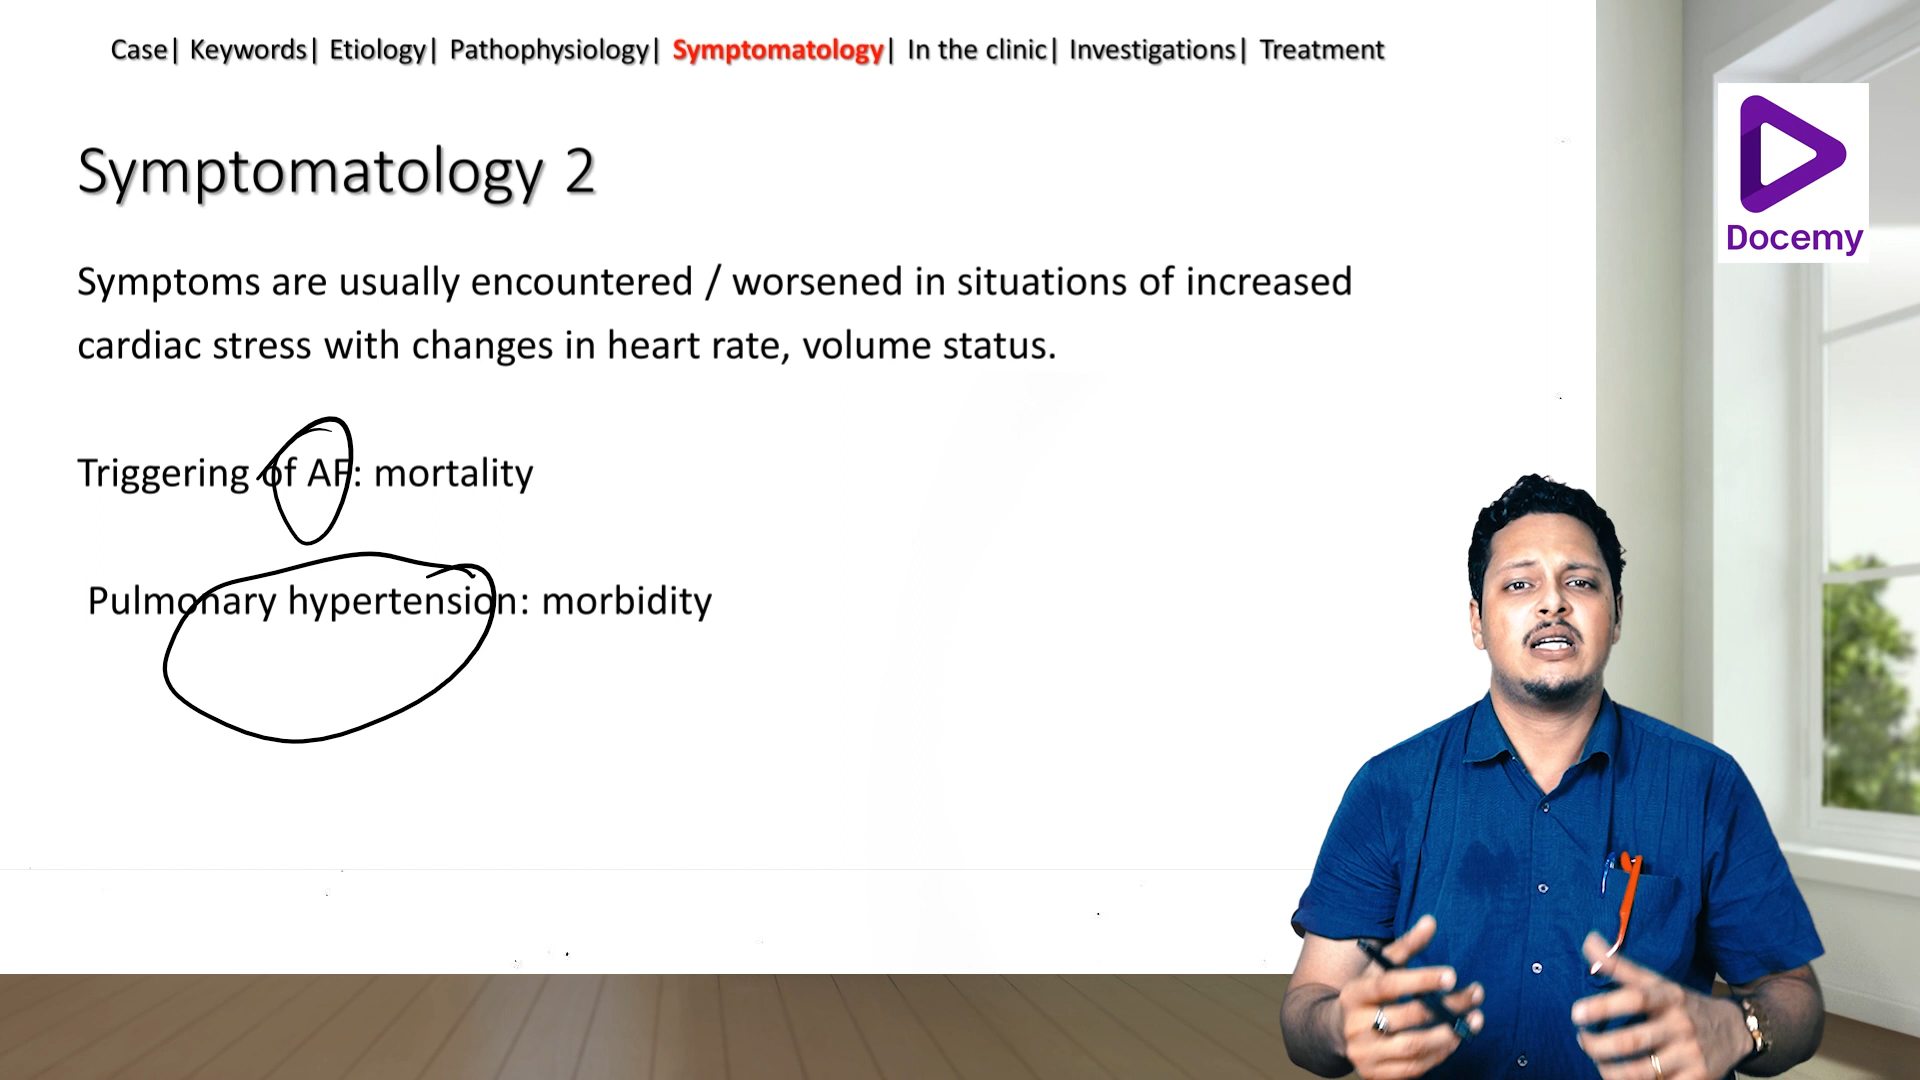 Case| Keywords| Etiology| Pathophysiology| Symptomatology| In the clinic| Investigations| Treatment
Docemy
Symptomatology 2
Symptoms are usually encountered / worsened in situations of increased
cardiac stress with changes in heart rate, volume status.
Triggering of AF: mortality
Pulmonary hypertension: morbidity